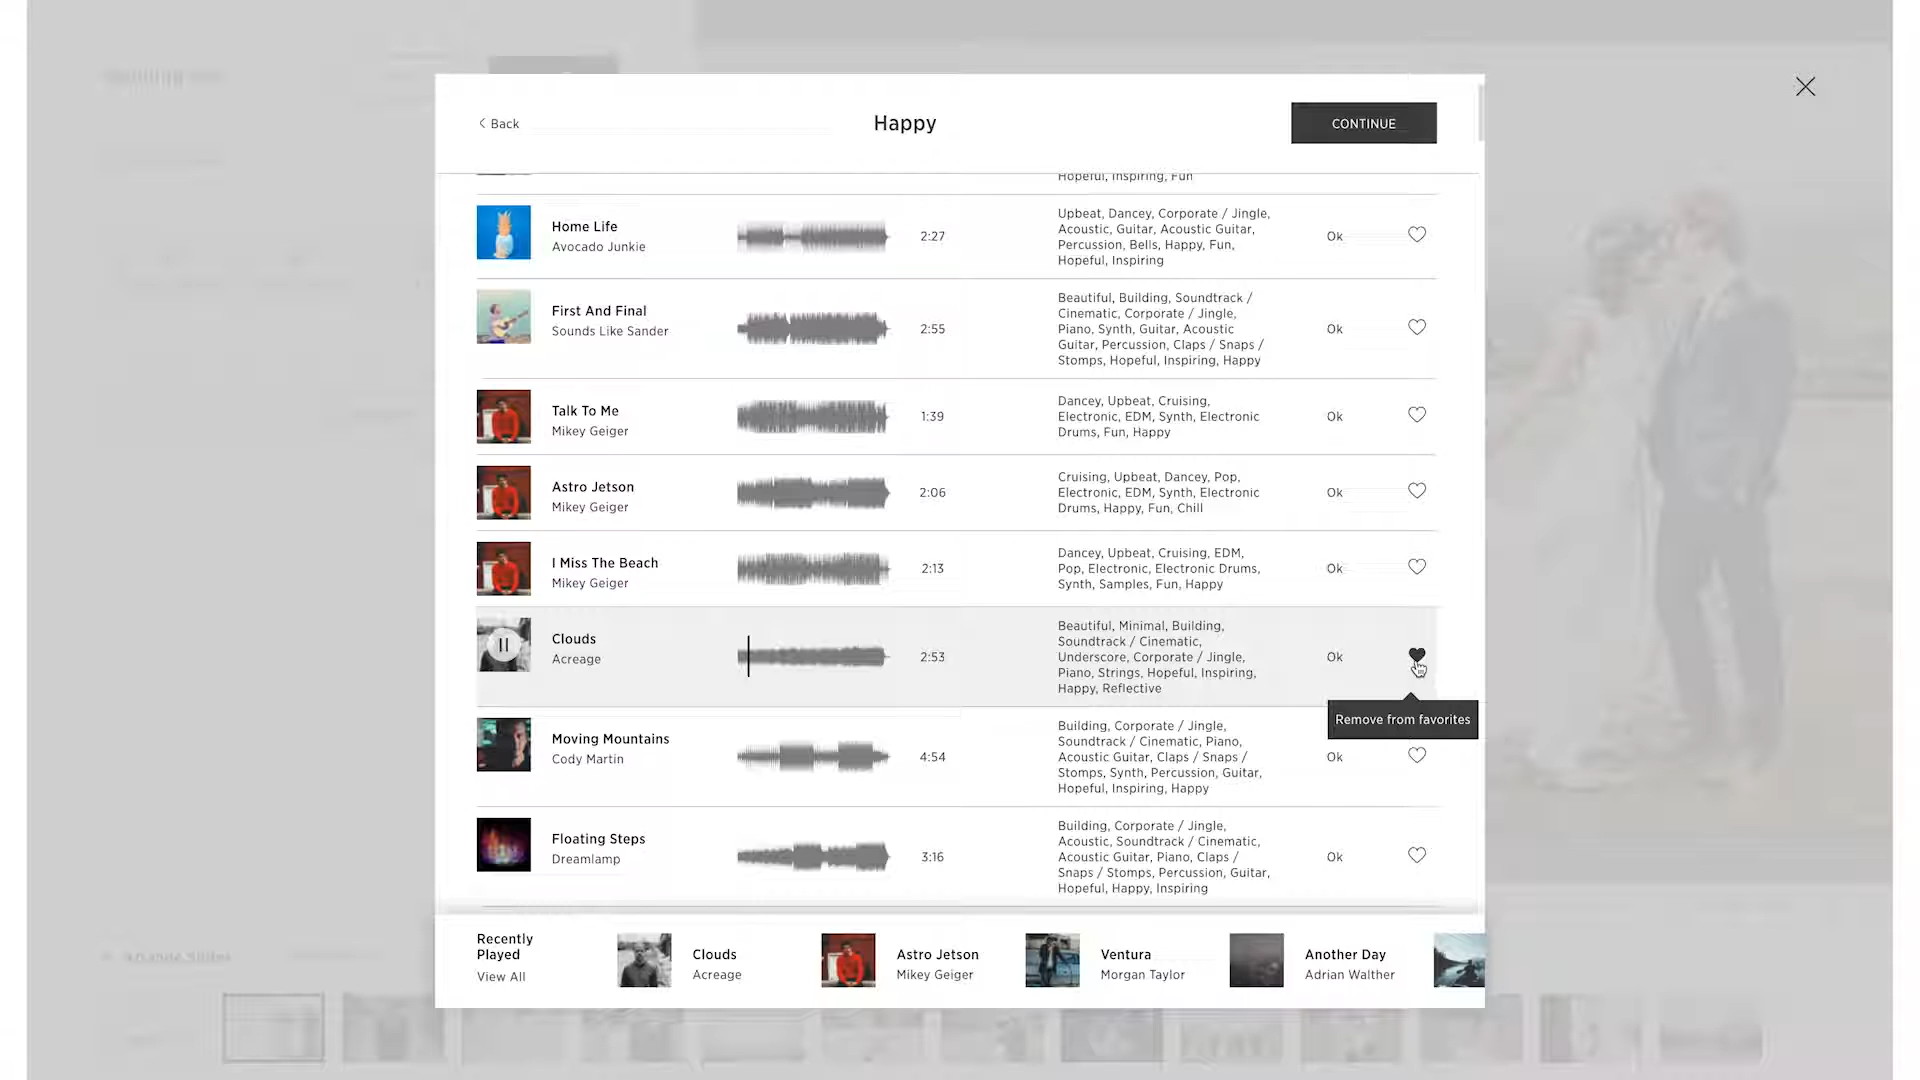 Back
Happy
CONTINUE
Hopeful, Inspiring, Fun
Home Life
Avocado Junkie
2:27
Upbeat, Dancey, Corporate / Jingle,
Acoustic, Guitar, Acoustic Guitar,
Percussion, Bells, Happy, Fun,
Hopeful, Inspiring
Ok
First And Final
Sounds Like Sander
2:55
Beautiful, Building, Soundtrack /
Cinematic, Corporate / Jingle,
Piano, Synth, Guitar, Acoustic
Guitar, Percussion, Claps / Snaps /
Stomps, Hopeful, Inspiring, Happy
Ok
Talk To Me
Mikey Geiger
1:39
Dancey, Upbeat, Cruising,
Electronic, EDM, Synth, Electronic
Drums, Fun, Happy
Ok
Astro Jetson
Mikey Geiger
2:06
Cruising, Upbeat, Dancey, Pop,
Electronic, EDM, Synth, Electronic
Drums, Happy, Fun, Chill
Ok
I Miss The Beach
Mikey Geiger
2:13
Dancey, Upbeat, Cruising, EDM,
Pop, Electronic, Electronic Drums,
Synth, Samples, Fun, Happy
Ok
Clouds
Acreage
2:53
Beautiful, Minimal, Building,
Soundtrack / Cinematic,
Underscore, Corporate / Jingle,
Piano, Strings, Hopeful, Inspiring,
Happy, Reflective
Ok
Remove from favorites
Moving Mountains
Cody Martin
4:54
Building, Corporate / Jingle,
Soundtrack / Cinematic, Piano,
Acoustic Guitar, Claps / Snaps /
Stomps, Synth, Percussion, Guitar,
Hopeful, Inspiring, Happy
Ok
Floating Steps
Dreamlamp
3:16
Building, Corporate / Jingle,
Acoustic, Soundtrack / Cinematic,
Acoustic Guitar, Piano, Claps /
Snaps / Stomps, Percussion, Guitar,
Hopeful, Happy, Inspiring
Ok
Recently
Played
View All
Clouds
Acreage
Astro Jetson
Mikey Geiger
Ventura
Morgan Taylor
Another Day
Adrian Walther